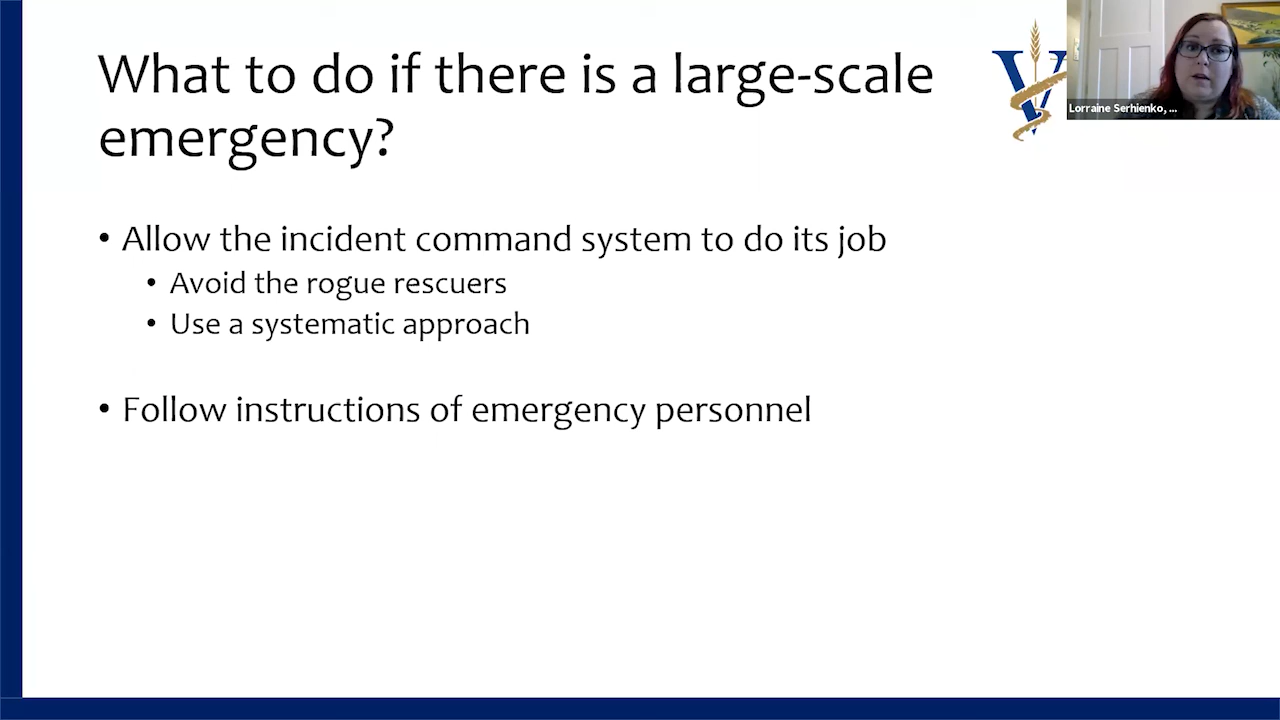 What to do if there is a large-scale
emergency?
Lorraine Serhienko, ...
• Allow the incident command system to do its job
• Avoid the rogue rescuers
• Use a systematic approach
• Follow instructions of emergency personnel